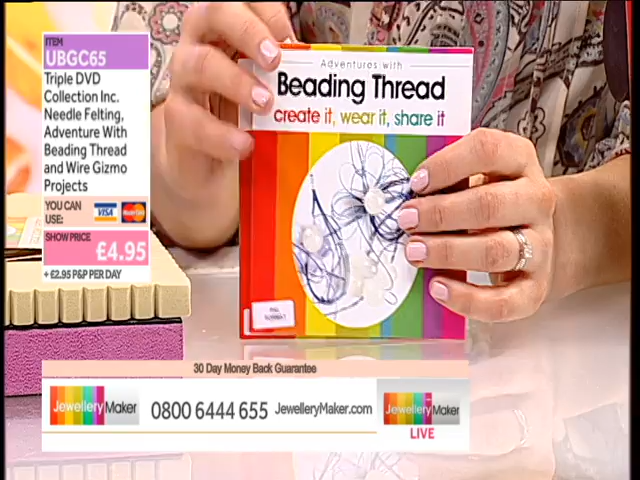 ITEM
UBGC65
Triple DVD
Collection Inc.
Needle Felting,
Adventure With
Beading Thread
and Wire Gizmo
Projects
YOU CAN
USE:
VISA
MasterCard
SHOW PRICE
£4.95
+ £2.95 P&P PER DAY
Adventures with
Beading Thread
create it, wear it, share it
30 Day Money Back Guarantee
JewelleryMaker
0800 6444 655
JewelleryMaker.com
JewelleryMaker
LIVE